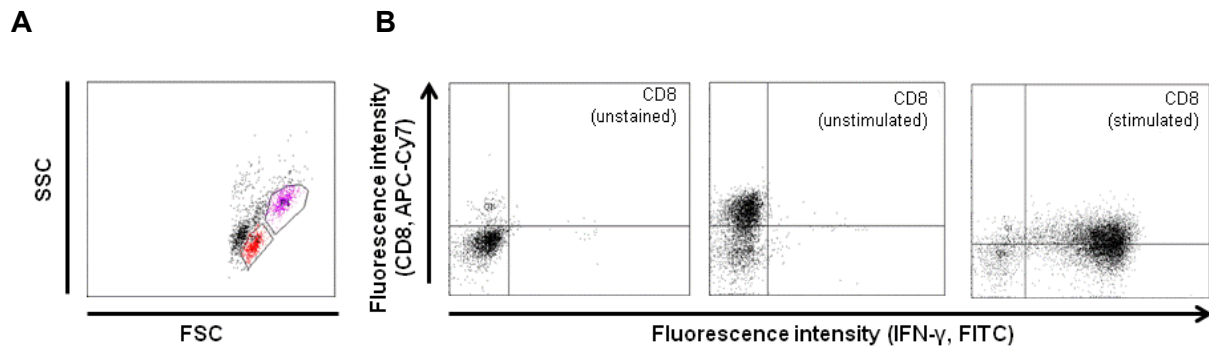 A
SSC
FSC
B
Fluorescence intensity
(CD8, APC-Cy7)
CD8
(unstained)
CD8
(unstimulated)
CD8
(stimulated)
Fluorescence intensity (IFN-γ, FITC)